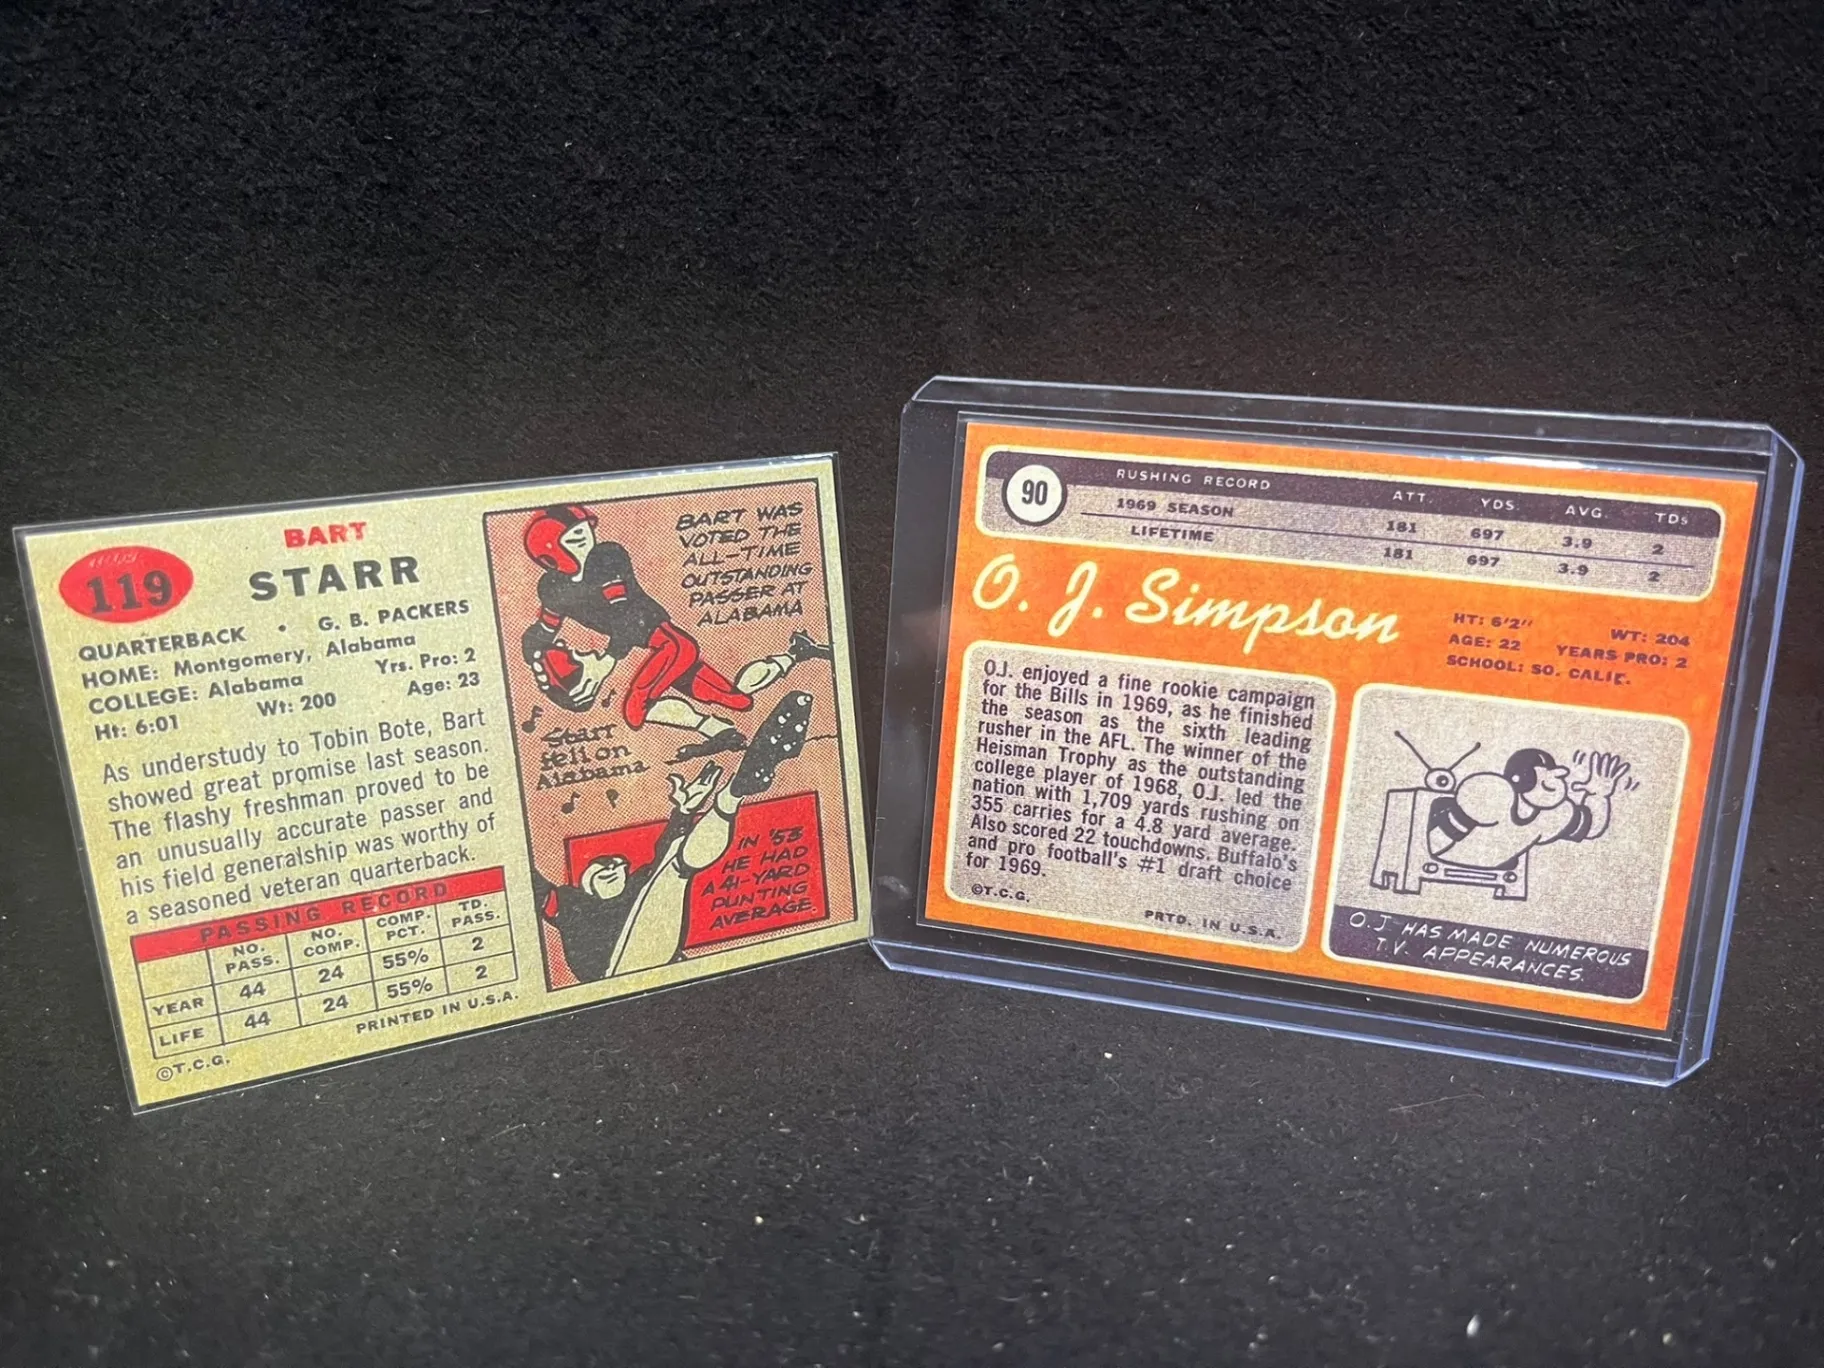 BART
STARR
119
QUARTERBACK • G. B. PACKERS
HOME: Montgomery, Alabama
COLLEGE: Alabama Yrs. Pro: 2
Ht: 6:01 Wt: 200 Age: 23
As understudy to Tobin Bote, Bart
showed great promise last season.
The flashy freshman proved to be
an unusually accurate passer and
his field generalship was worthy of
a seasoned veteran quarterback.
PASSING RECORD
NO. PASS. NO. COMP. COMP. PCT. TD. PASS.
YEAR 44 24 55% 2
LIFE 44 24 55% 2
©T.C.G. PRINTED IN U.S.A.
BART WAS
VOTED THE
ALL-TIME
OUTSTANDING
PASSER AT
ALABAMA
Starr
fell on
Alabama
IN '53
HE HAD
A 41-YARD
PUNTING
AVERAGE.
90
RUSHING RECORD ATT. YDS. AVG. TDs
1969 SEASON 181 697 3.9 2
LIFETIME 181 697 3.9 2
O. J. Simpson
HT: 6'2" WT: 204
AGE: 22 YEARS PRO: 2
SCHOOL: SO. CALIF.
O.J. enjoyed a fine rookie campaign
for the Bills in 1969, as he finished
the season as the sixth leading
rusher in the AFL. The winner of the
Heisman Trophy as the outstanding
college player of 1968, O.J. led the
nation with 1,709 yards rushing on
355 carries for a 4.8 yard average.
Also scored 22 touchdowns. Buffalo's
and pro football's #1 draft choice
for 1969.
©T.C.G. PRTD. IN U.S.A.
O.J HAS MADE NUMEROUS
T.V. APPEARANCES.